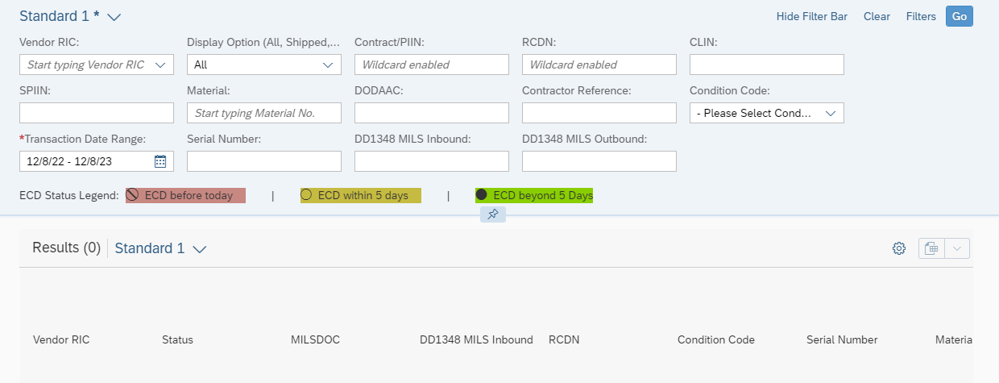 Standard 1 *
Hide Filter Bar Clear Filters Go
Vendor RIC: Display Option (All, Shipped,... Contract/PIIN: RCDN: CLIN:
Start typing Vendor RIC All Wildcard enabled Wildcard enabled
SPIIN: Material: DODAAC: Contractor Reference: Condition Code:
Start typing Material No. - Please Select Cond...
*Transaction Date Range: Serial Number: DD1348 MILS Inbound: DD1348 MILS Outbound:
12/8/22 - 12/8/23
ECD Status Legend: ECD before today | ECD within 5 days | ECD beyond 5 Days
Results (0) Standard 1
Vendor RIC Status MILSDOC DD1348 MILS Inbound RCDN Condition Code Serial Number Materia